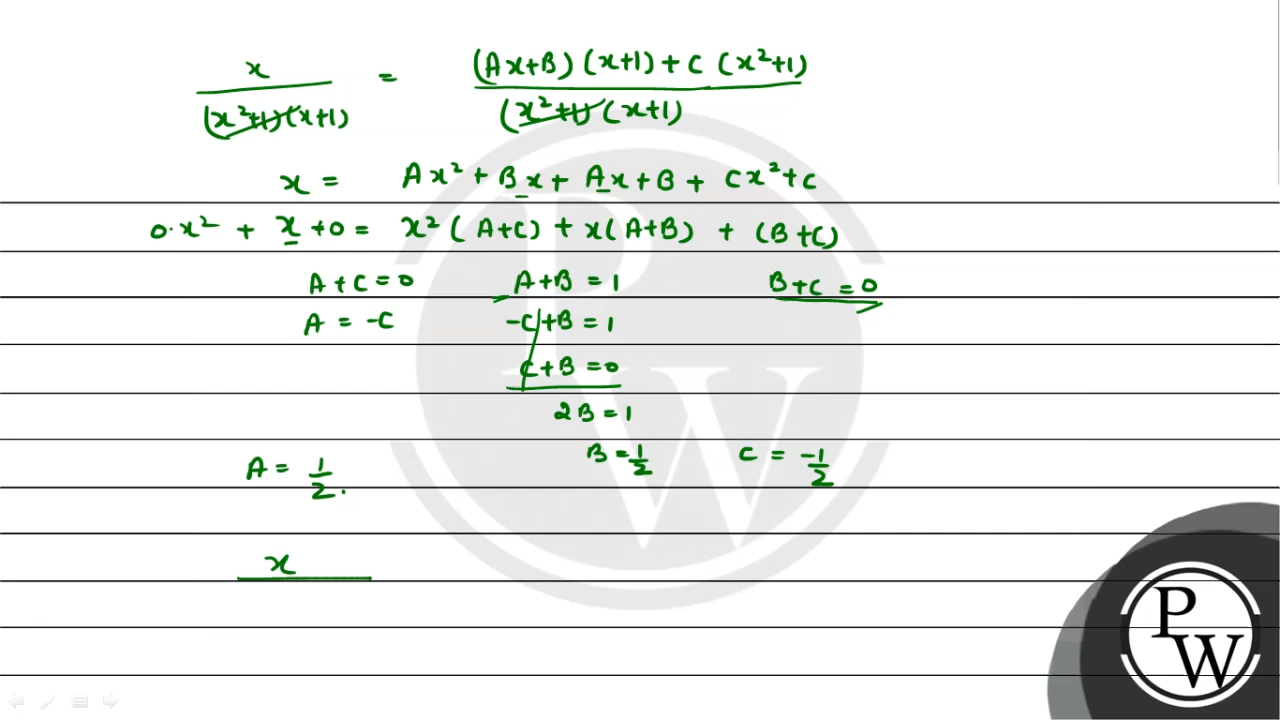 x/((x²+1)(x+1)) = ((Ax+B)(x+1)+C(x²+1))/((x²+1)(x+1))
x = Ax² + Bx + Ax + B + Cx² + C
0·x² + x + 0 = x²(A+C) + x(A+B) + (B+C)
A+C=0 A+B=1 B+C=0
A = -C -C+B=1
C+B=0
2B=1
B=1/2 C = -1/2
A = 1/2.
x
PW
PW